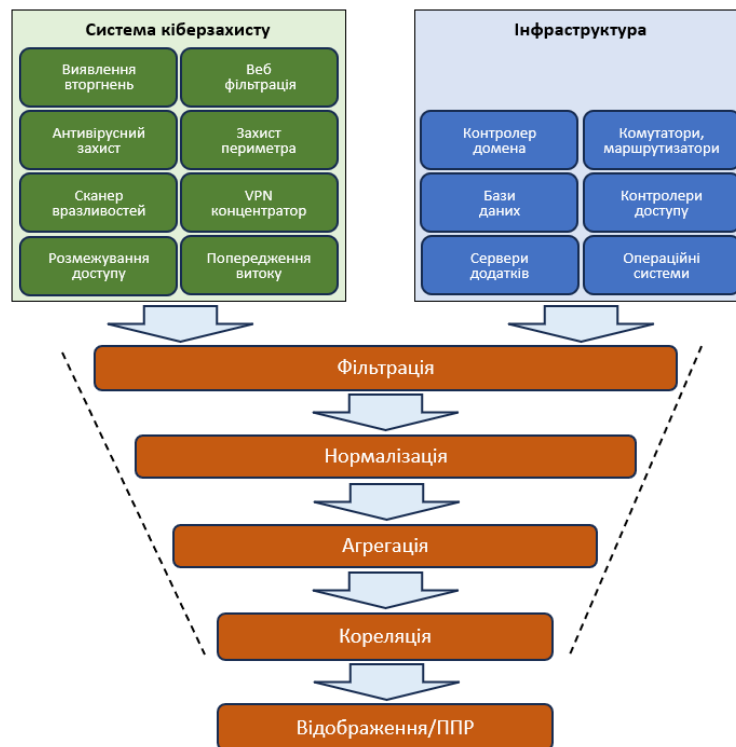 Система кіберзахисту
Виявлення
вторгнень
Веб
фільтрація
Антивірусний
захист
Захист
периметра
Сканер
вразливостей
VPN
концентратор
Розмежування
доступу
Попередження
витоку
Інфраструктура
Контролер
домена
Комутатори,
маршрутизатори
Бази
даних
Контролери
доступу
Сервери
додатків
Операційні
системи
Фільтрація
Нормалізація
Агрегація
Кореляція
Відображення/ППР